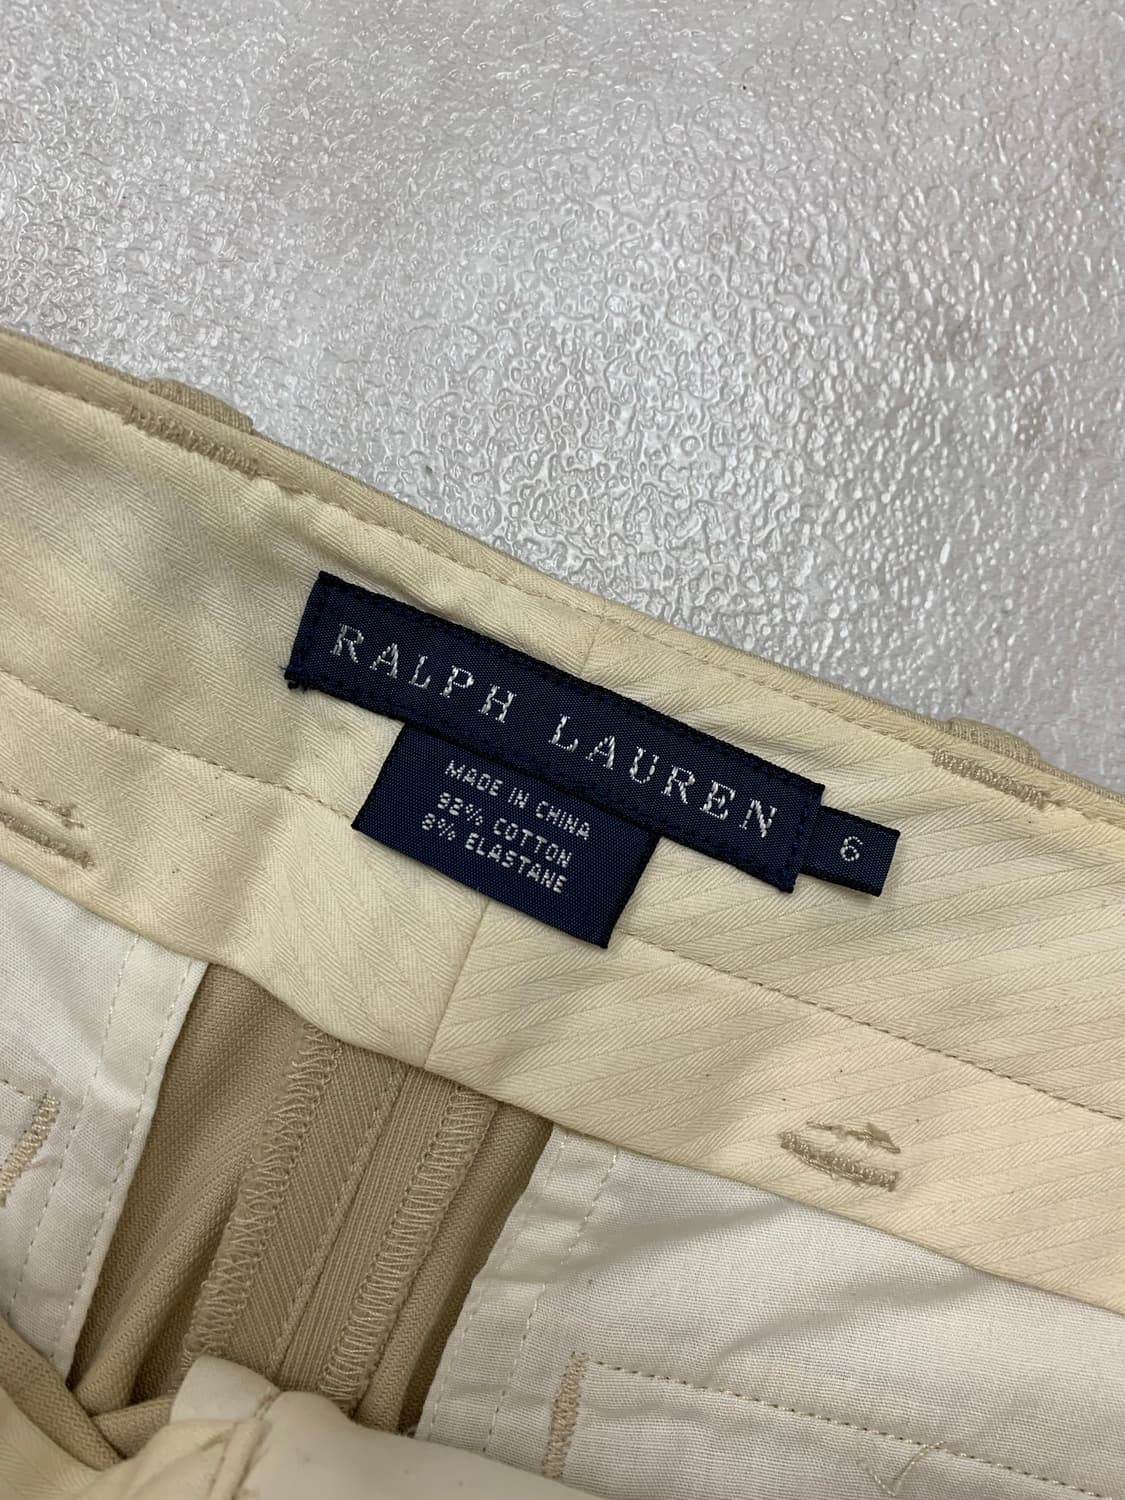 RALPH LAUREN
6
MADE IN CHINA
92% COTTON
8% ELASTANE